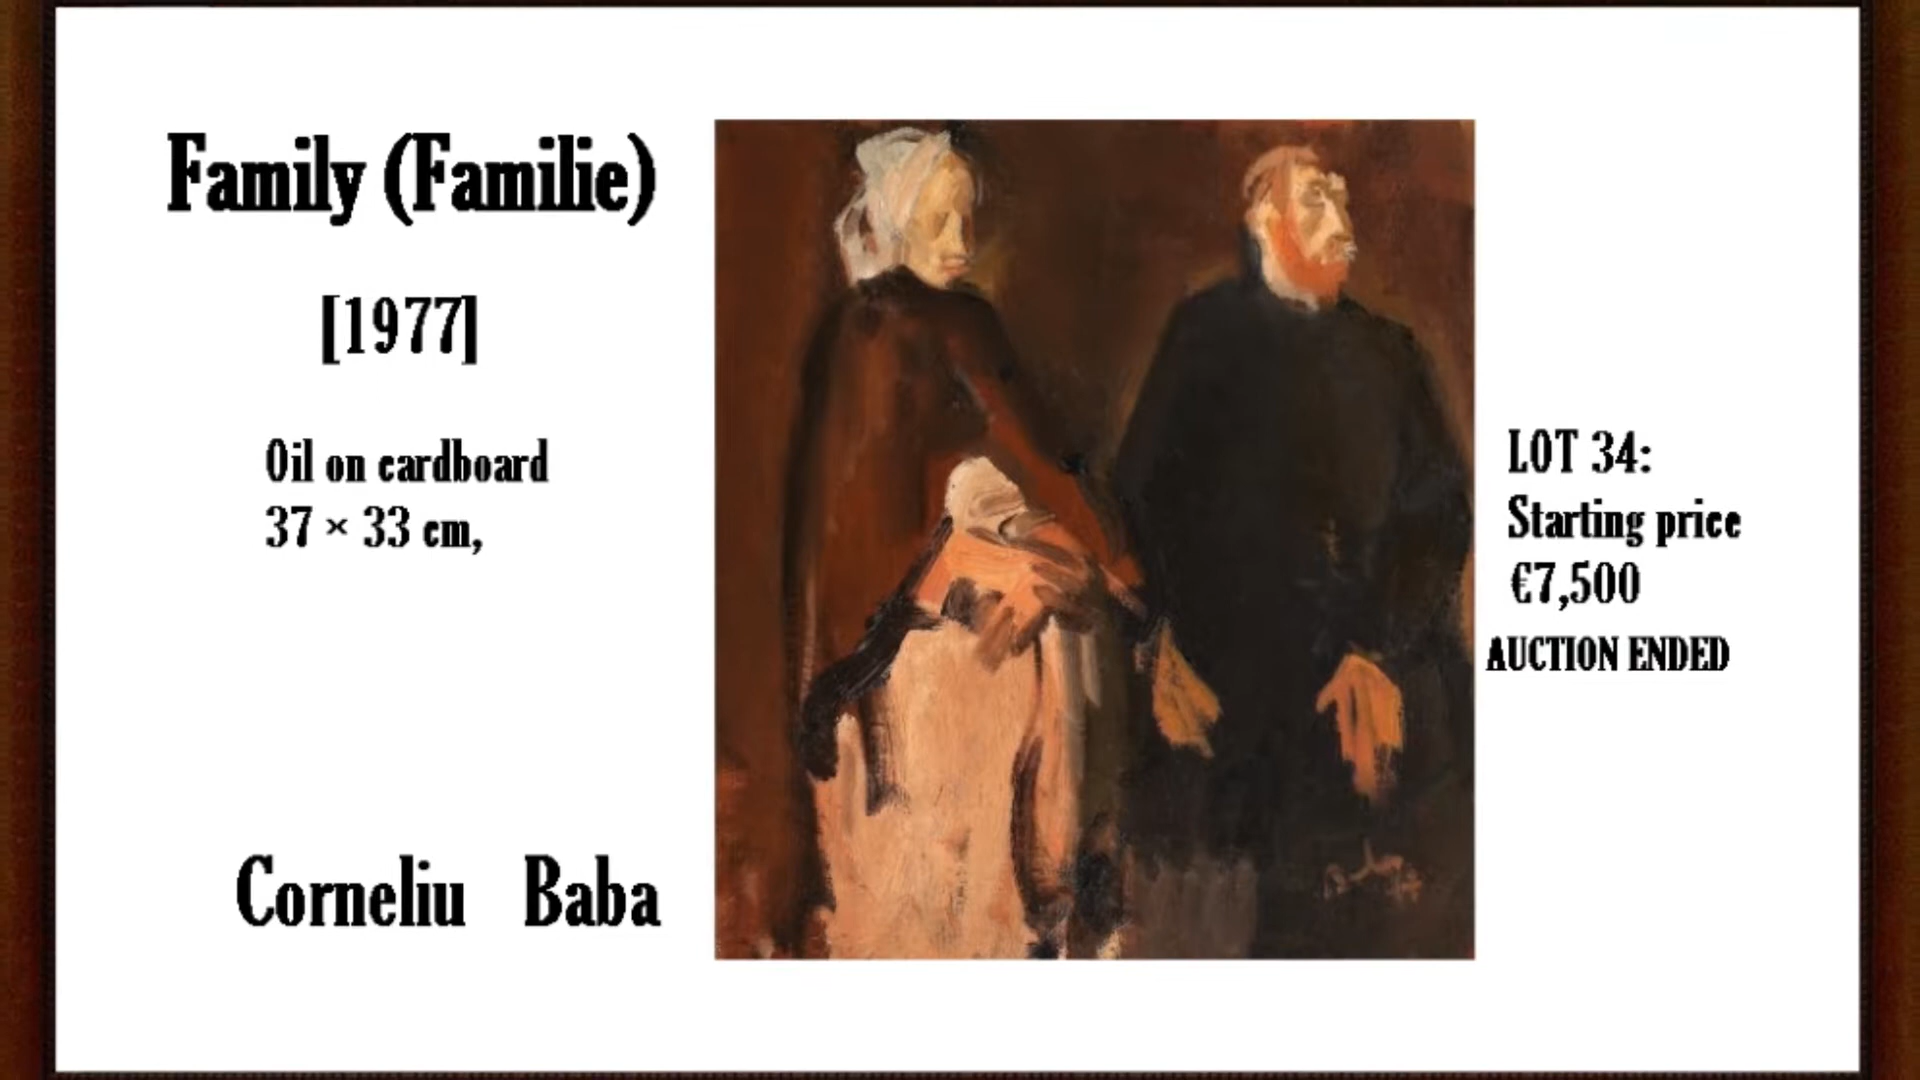 Family (Familie)
[1977]
Oil on cardboard
37 × 33 cm,
Corneliu Baba
LOT 34:
Starting price
€7,500
AUCTION ENDED